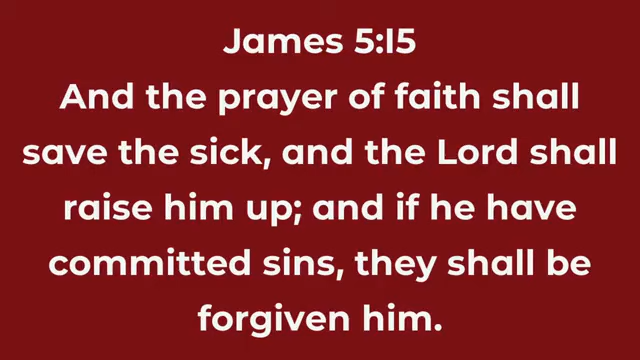 James 5:15
And the prayer of faith shall
save the sick, and the Lord shall
raise him up; and if he have
committed sins, they shall be
forgiven him.